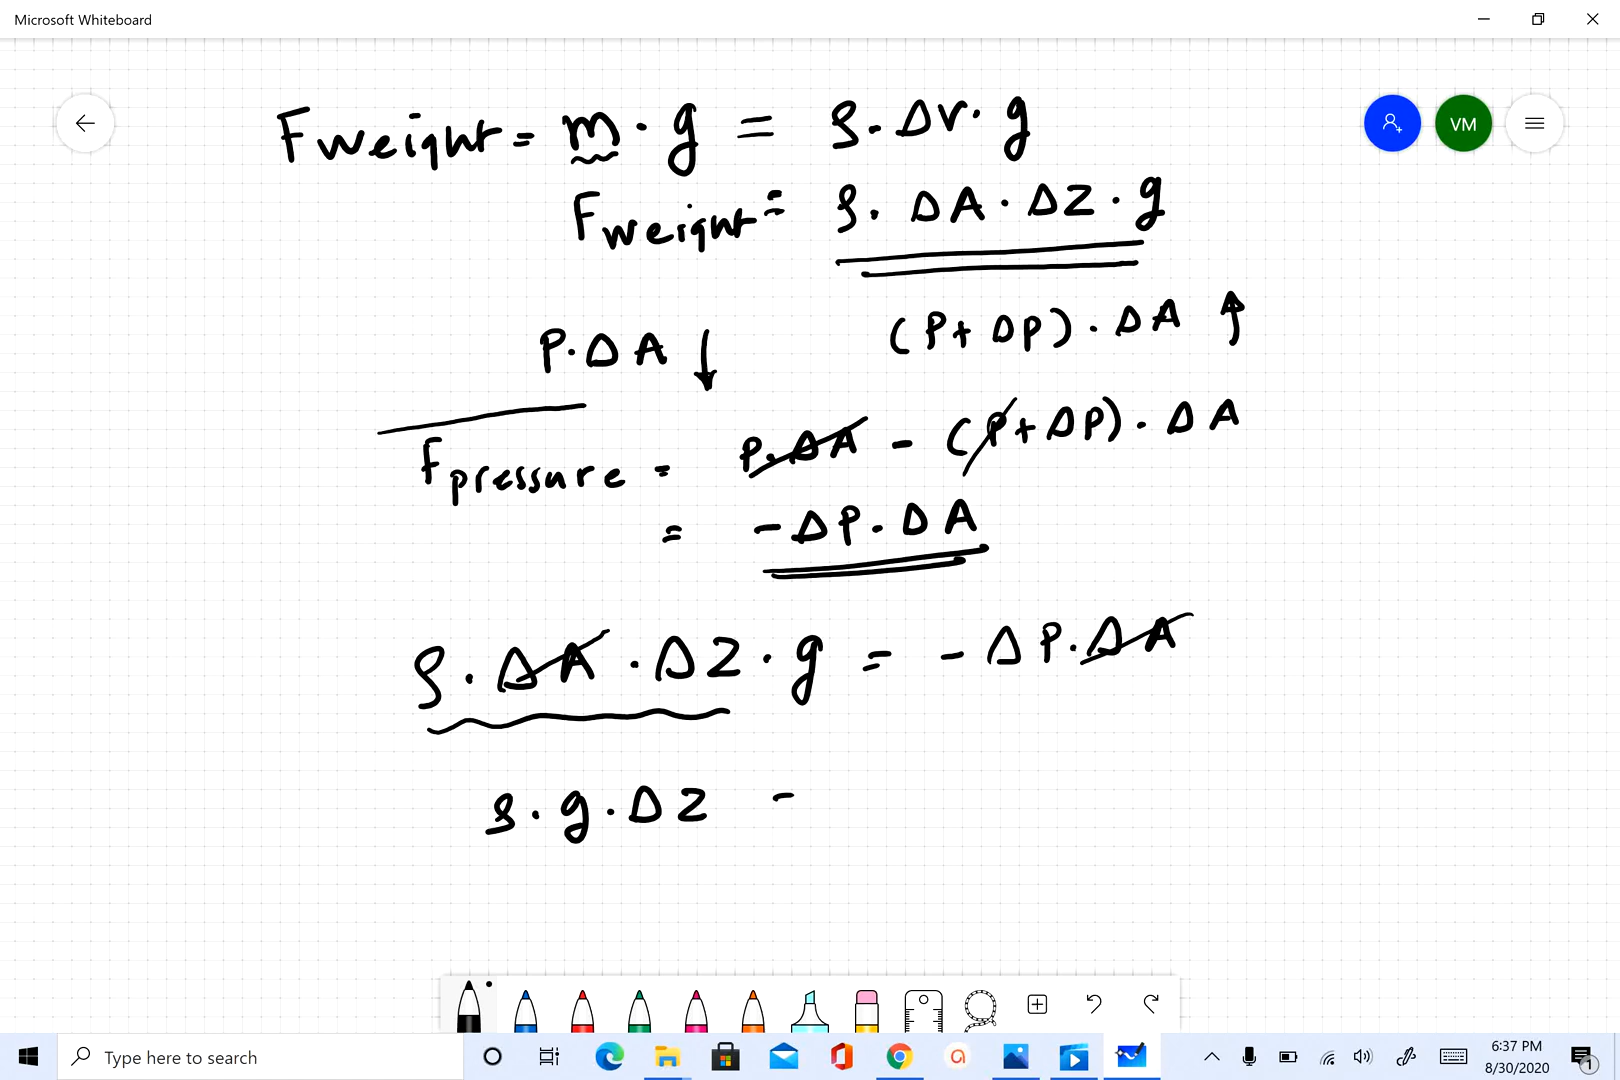 Microsoft Whiteboard
VM
Fweight = m · g = ρ. ΔV. g
Fweight = ρ. ΔA · ΔZ · g
P. ΔA ↓ (P + ΔP) . ΔA ↑
Fpressure = P. ΔA - (P + ΔP) . ΔA
= - ΔP. ΔA
ρ . ΔA . ΔZ . g = - ΔP. ΔA
ρ . g . ΔZ -
Type here to search
6:37 PM
8/30/2020
1